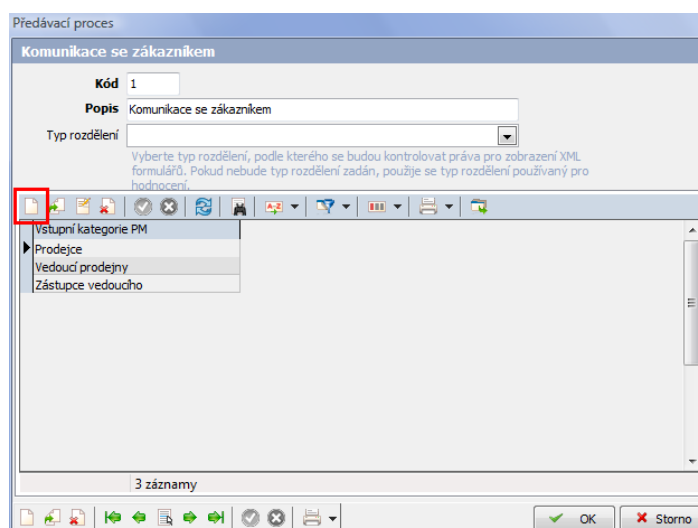 Předávací proces
Komunikace se zákazníkem
Kód 1
Popis Komunikace se zákazníkem
Typ rozdělení
Vyberte typ rozdělení, podle kterého se budou kontrolovat práva pro zobrazení XML
formulářů. Pokud nebude typ rozdělení zadán, použije se typ rozdělení používaný pro
hodnocení.
Vstupní kategorie PM
Prodejce
Vedoucí prodejny
Zástupce vedoucího
3 záznamy
OK Storno